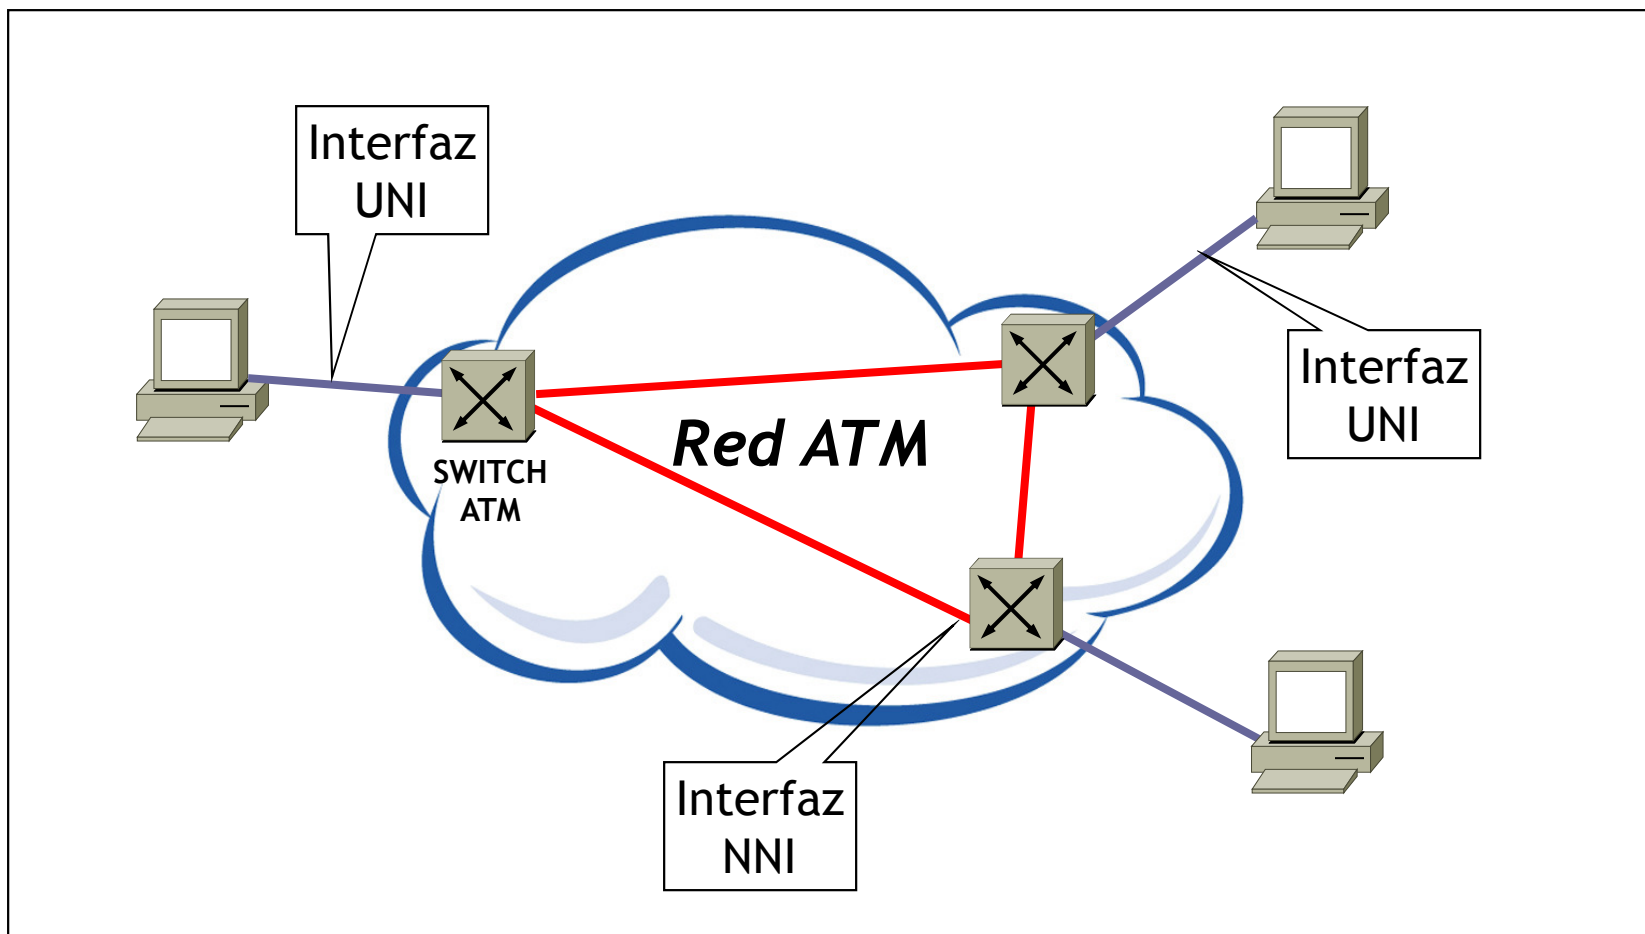 Interfaz
UNI
Interfaz
UNI
Red ATM
SWITCH
ATM
Interfaz
NNI